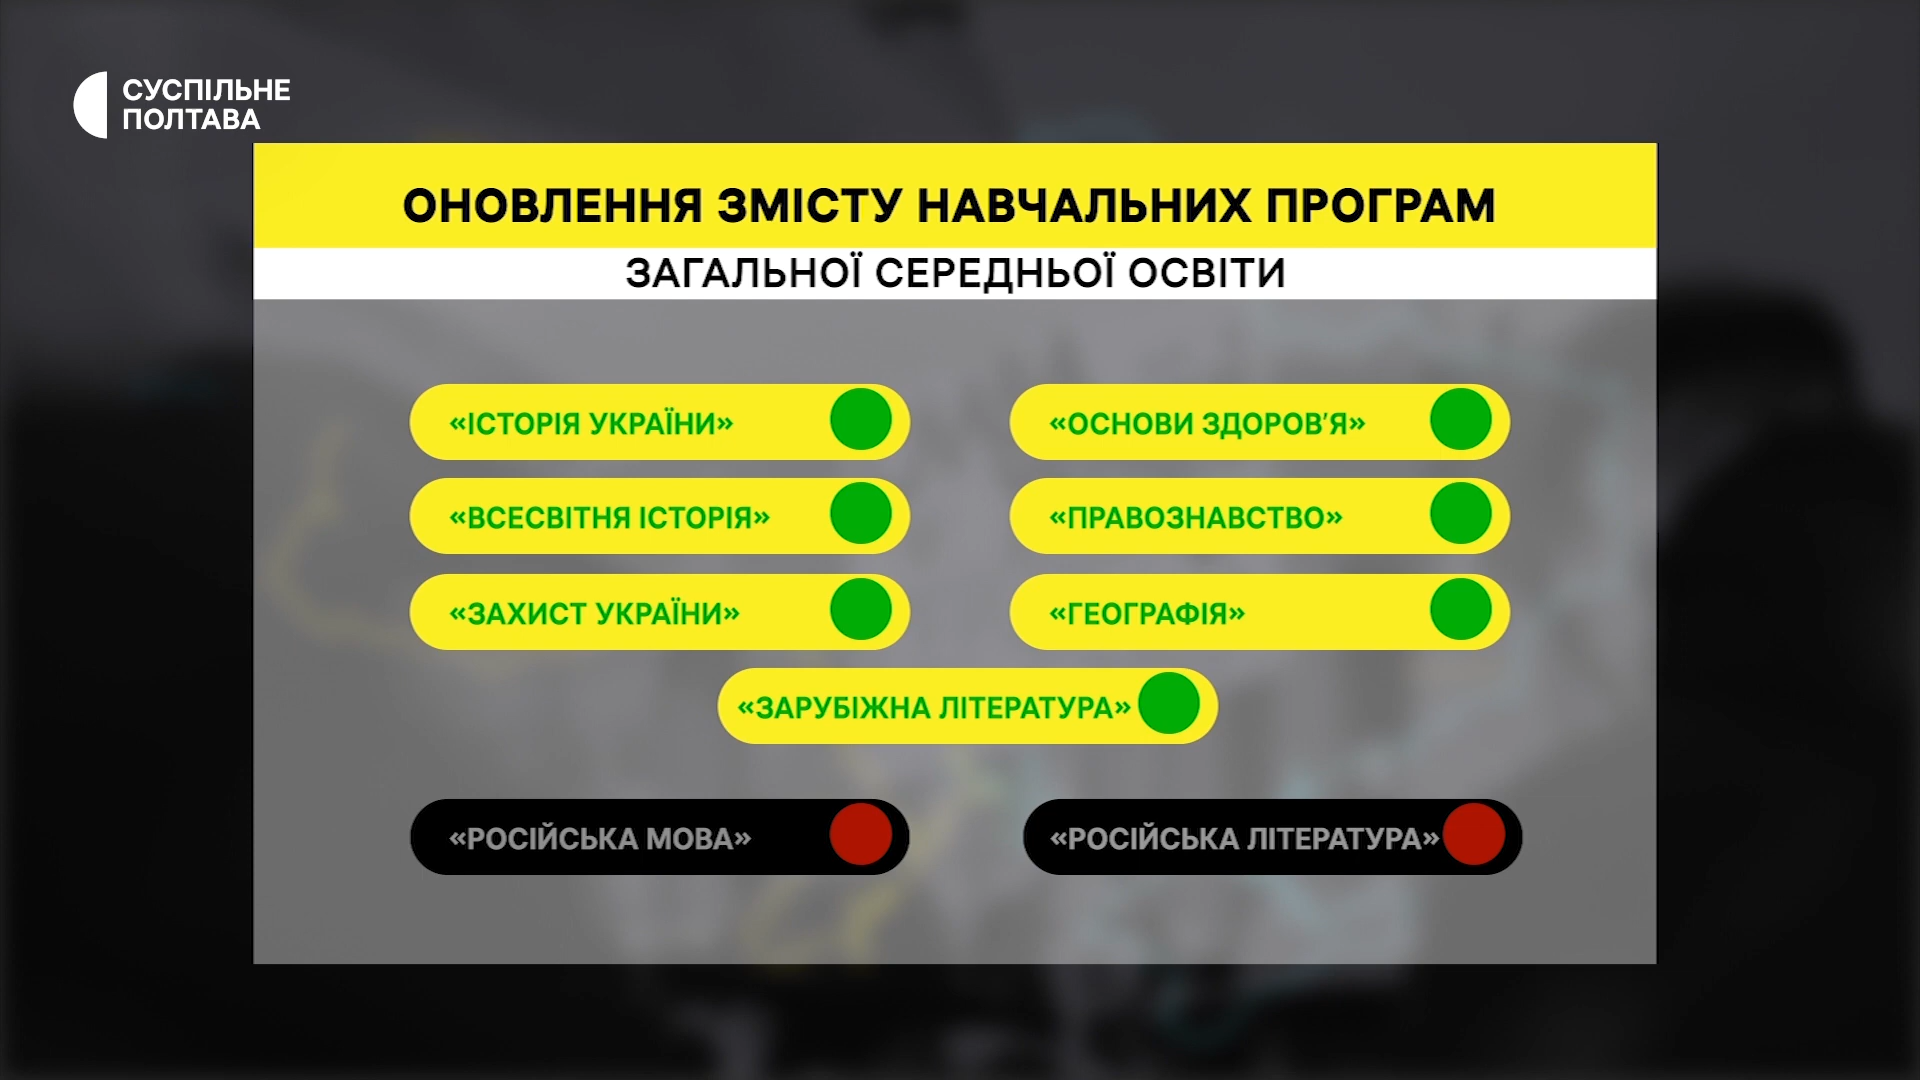 СУСПІЛЬНЕ
ПОЛТАВА
ОНОВЛЕННЯ ЗМІСТУ НАВЧАЛЬНИХ ПРОГРАМ
ЗАГАЛЬНОЇ СЕРЕДНЬОЇ ОСВІТИ
«ІСТОРІЯ УКРАЇНИ»
«ОСНОВИ ЗДОРОВ'Я»
«ВСЕСВІТНЯ ІСТОРІЯ»
«ПРАВОЗНАВСТВО»
«ЗАХИСТ УКРАЇНИ»
«ГЕОГРАФІЯ»
«ЗАРУБІЖНА ЛІТЕРАТУРА»
«РОСІЙСЬКА МОВА»
«РОСІЙСЬКА ЛІТЕРАТУРА»